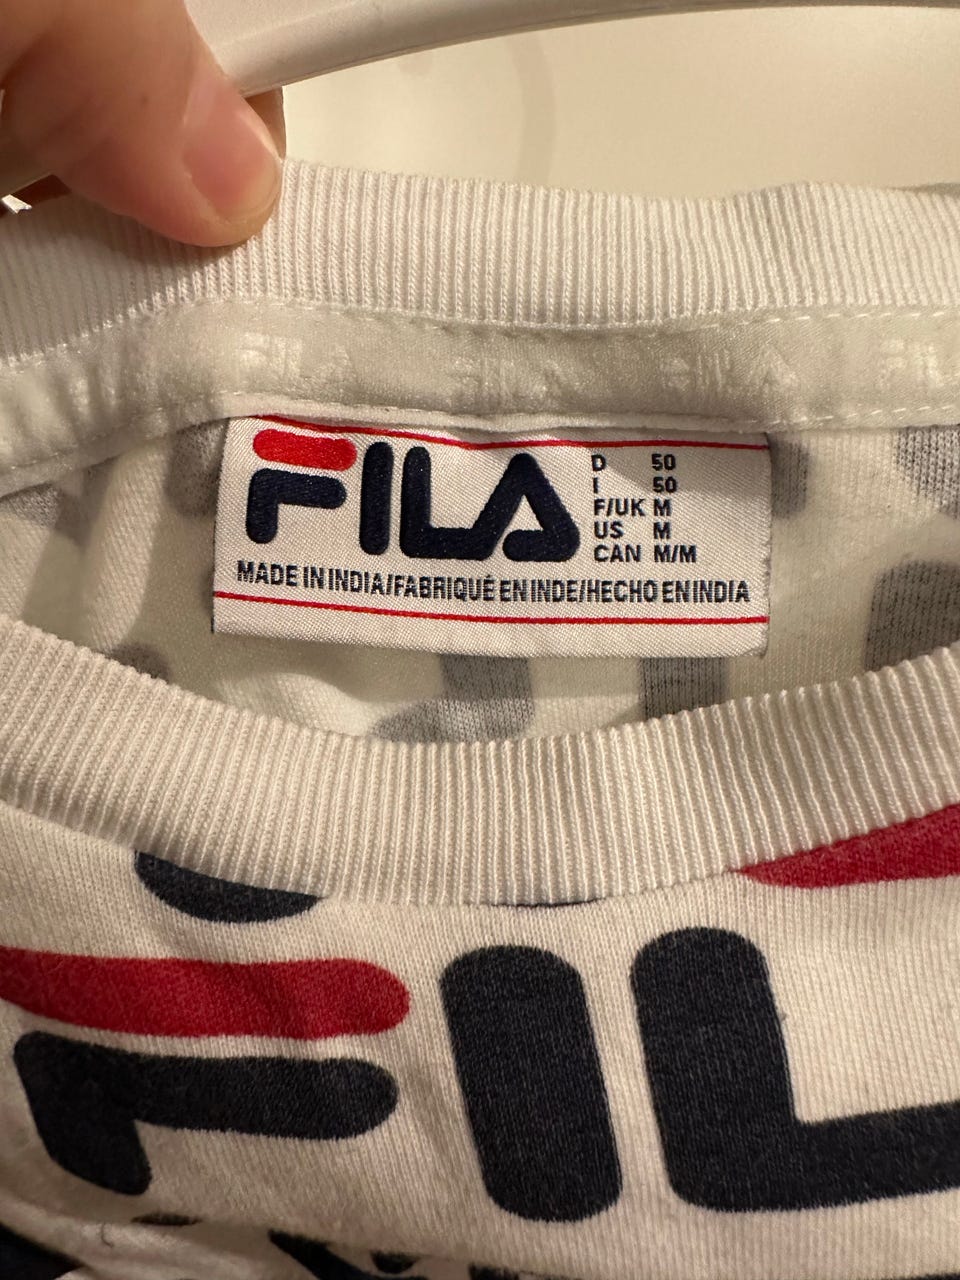 FILA
D 50
I 50
F/UK M
US M
CAN M/M
MADE IN INDIA/FABRIQUÉ EN INDE/HECHO EN INDIA
FIL